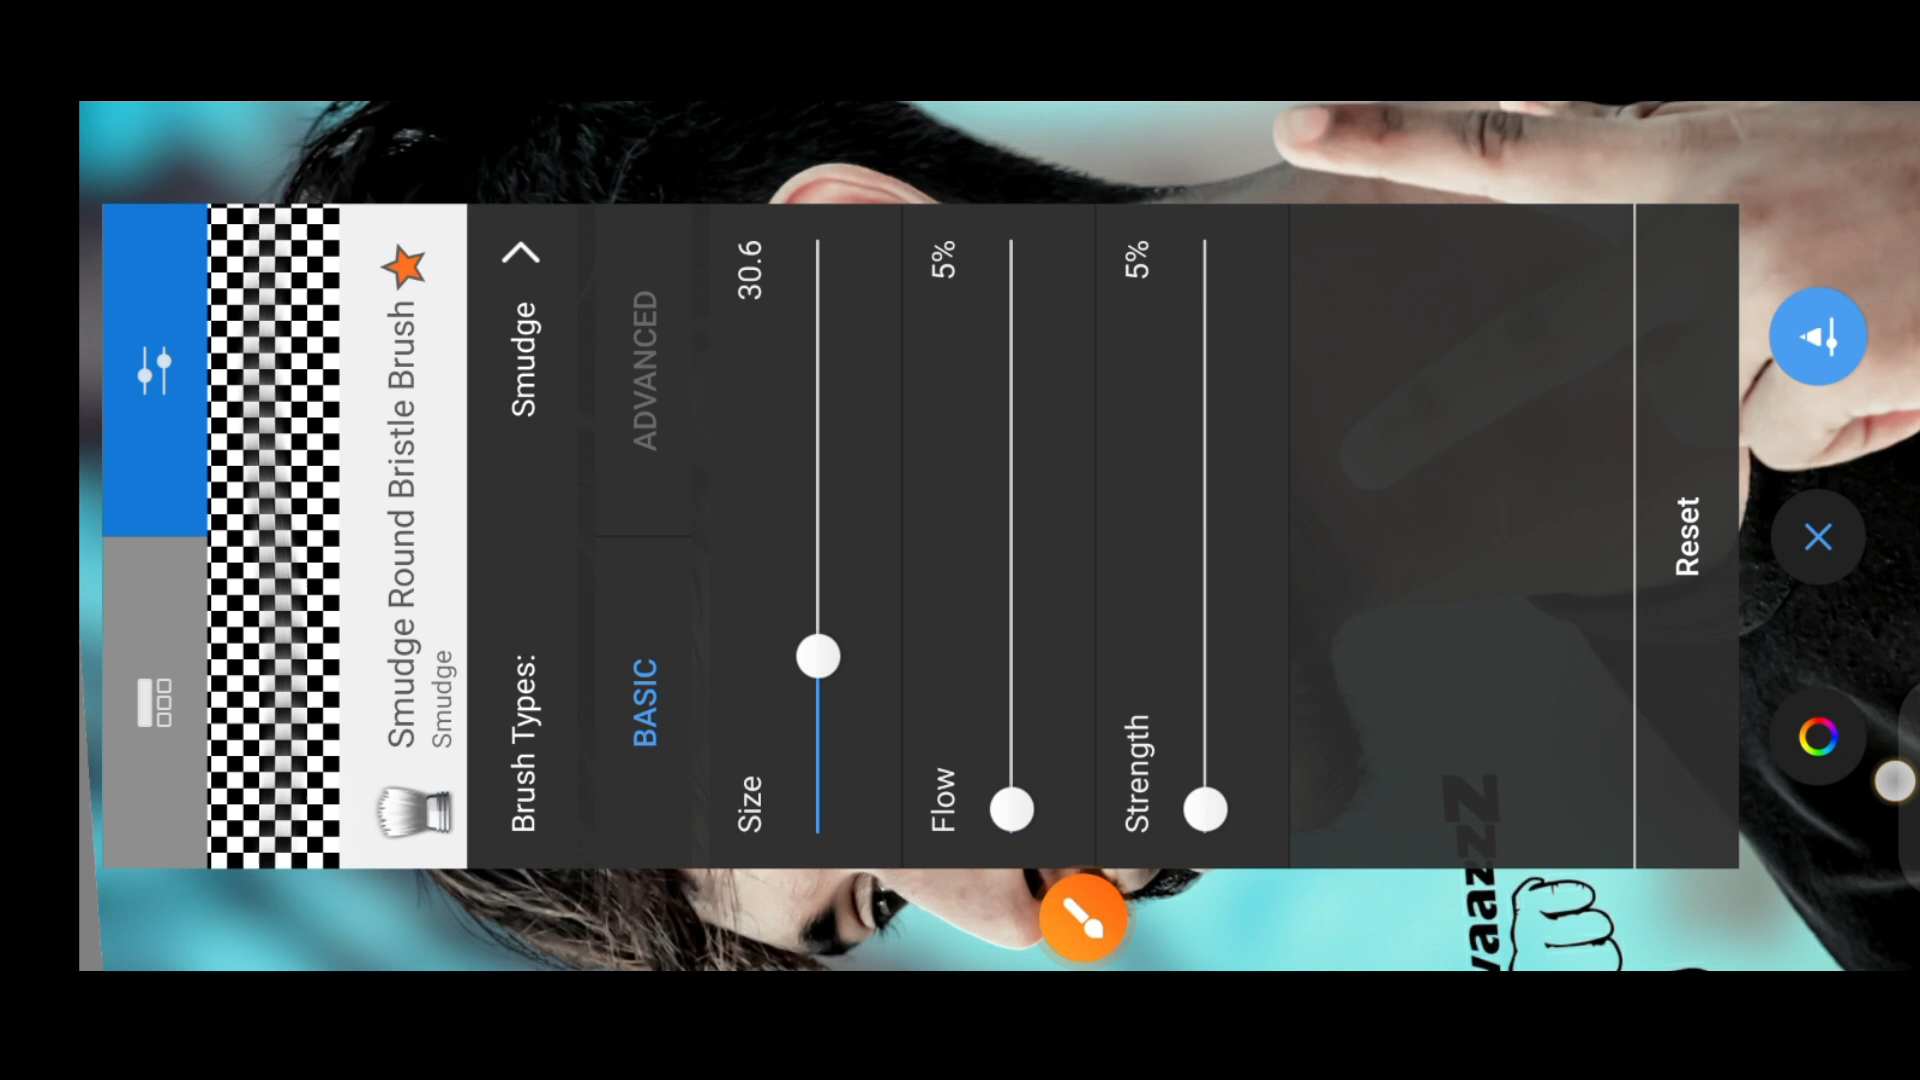 Smudge Round Bristle Brush
Smudge
Brush Types: Smudge
BASIC ADVANCED
Size 30.6
Flow 5%
Strength 5%
Reset